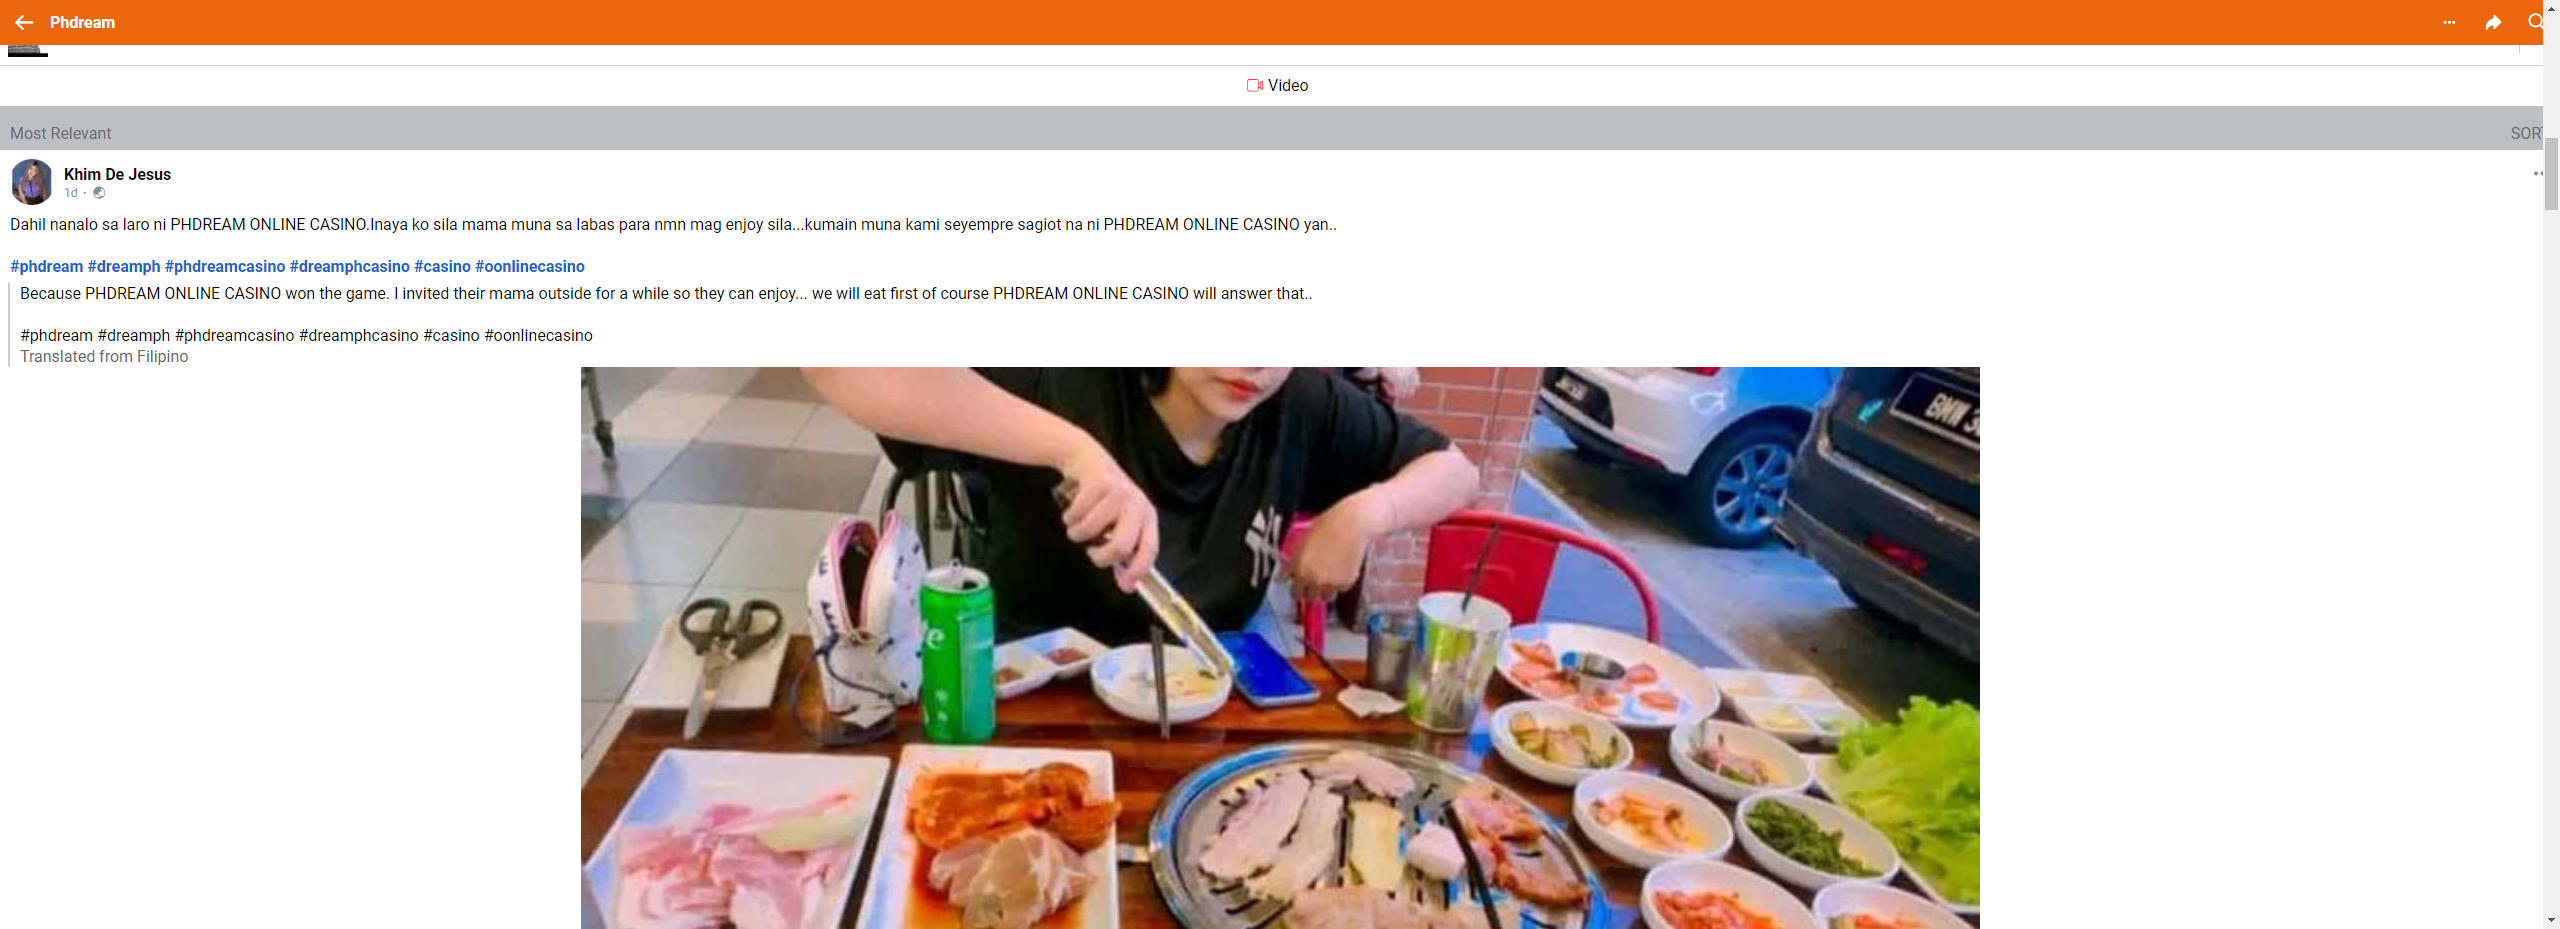 Phdream
Video
Most Relevant
Khim De Jesus
1d
Dahil nanalo sa laro ni PHDREAM ONLINE CASINO.Inaya ko sila mama muna sa labas para nmn mag enjoy sila...kumain muna kami seyempre sagiot na ni PHDREAM ONLINE CASINO yan..
#phdream #dreamph #phdreamcasino #dreamphcasino #casino #oonlinecasino
Because PHDREAM ONLINE CASINO won the game. I invited their mama outside for a while so they can enjoy... we will eat first of course PHDREAM ONLINE CASINO will answer that..
#phdream #dreamph #phdreamcasino #dreamphcasino #casino #oonlinecasino
Translated from Filipino
BMW 3
NY